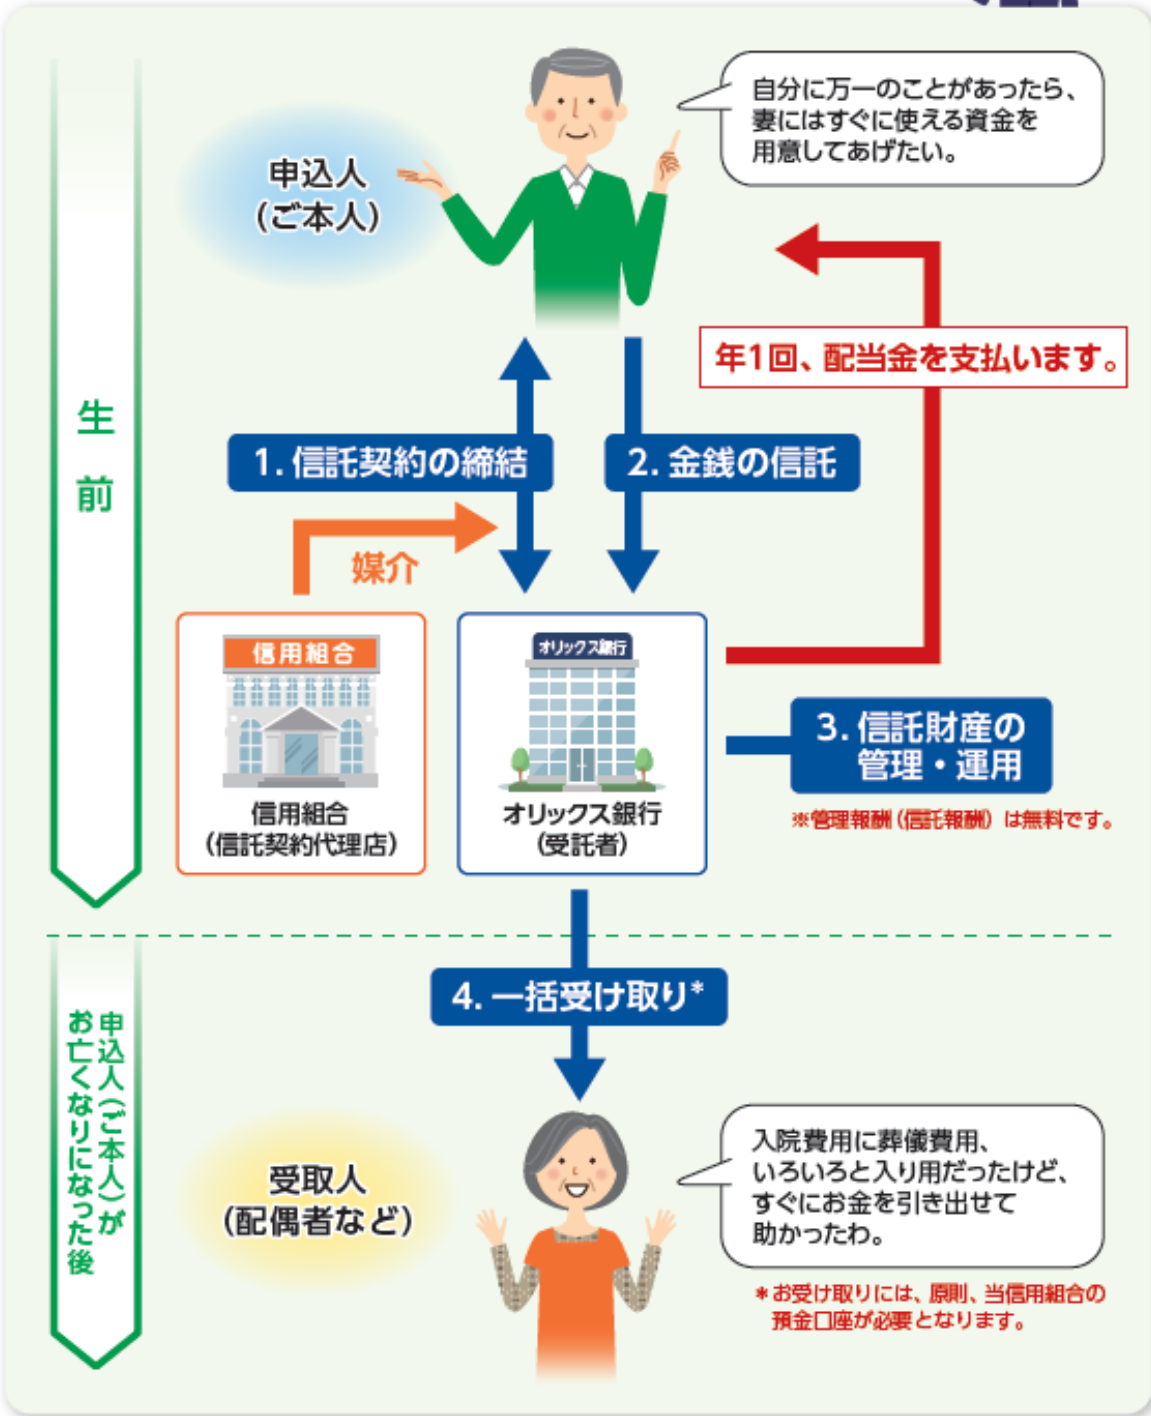 自分に万一のことがあったら、
妻にはすぐに使える資金を
用意してあげたい。
申込人
（ご本人）
年1回、配当金を支払います。
生前
1. 信託契約の締結
2. 金銭の信託
媒介
信用組合
オリックス銀行
信用組合
（信託契約代理店）
オリックス銀行
（受託者）
3. 信託財産の
管理・運用
※管理報酬（信託報酬）は無料です。
4. 一括受け取り*
申込人（ご本人）が
お亡くなりになった後
受取人
（配偶者など）
入院費用に葬儀費用、
いろいろと入り用だったけど、
すぐにお金を引き出せて
助かったわ。
*お受け取りには、原則、当信用組合の
預金口座が必要となります。